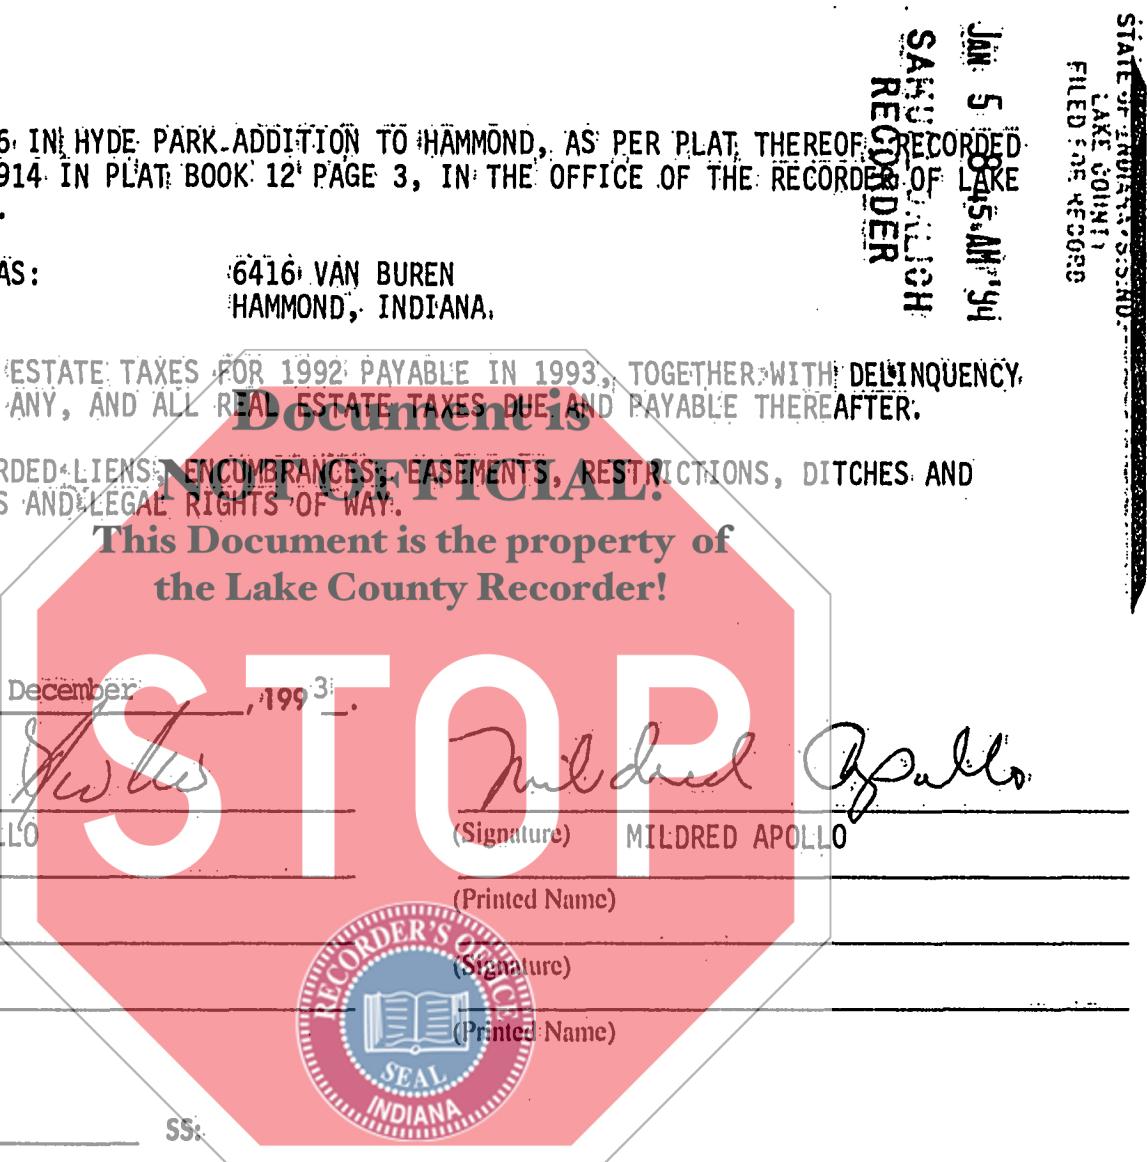 6 IN HYDE PARK ADDITION TO HAMMOND, AS PER PLAT THEREOF, RECORDED
914 IN PLAT BOOK 12 PAGE 3, IN THE OFFICE OF THE RECORDER OF LAKE
.
AS: 6416 VAN BUREN
HAMMOND, INDIANA.
ESTATE TAXES FOR 1992 PAYABLE IN 1993, TOGETHER WITH DELINQUENCY
ANY, AND ALL REAL ESTATE TAXES DUE AND PAYABLE THEREAFTER.
RDED LIENS, ENCUMBRANCES, EASEMENTS, RESTRICTIONS, DITCHES AND
S AND LEGAL RIGHTS OF WAY.
STATE OF INDIANA/S.S.NO.
LAKE COUNTY
FILED FOR RECORD
JAN 5 8 45 AM '94
RECORDER
Document is
NOT OFFICIAL!
This Document is the property of
the Lake County Recorder!
STOP
December , 199 3 .
Mildred Apollo
LLO (Signature) MILDRED APOLLO
(Printed Name)
(Signature)
(Printed Name)
RECORDER'S OFFICE
SEAL
INDIANA
SS: